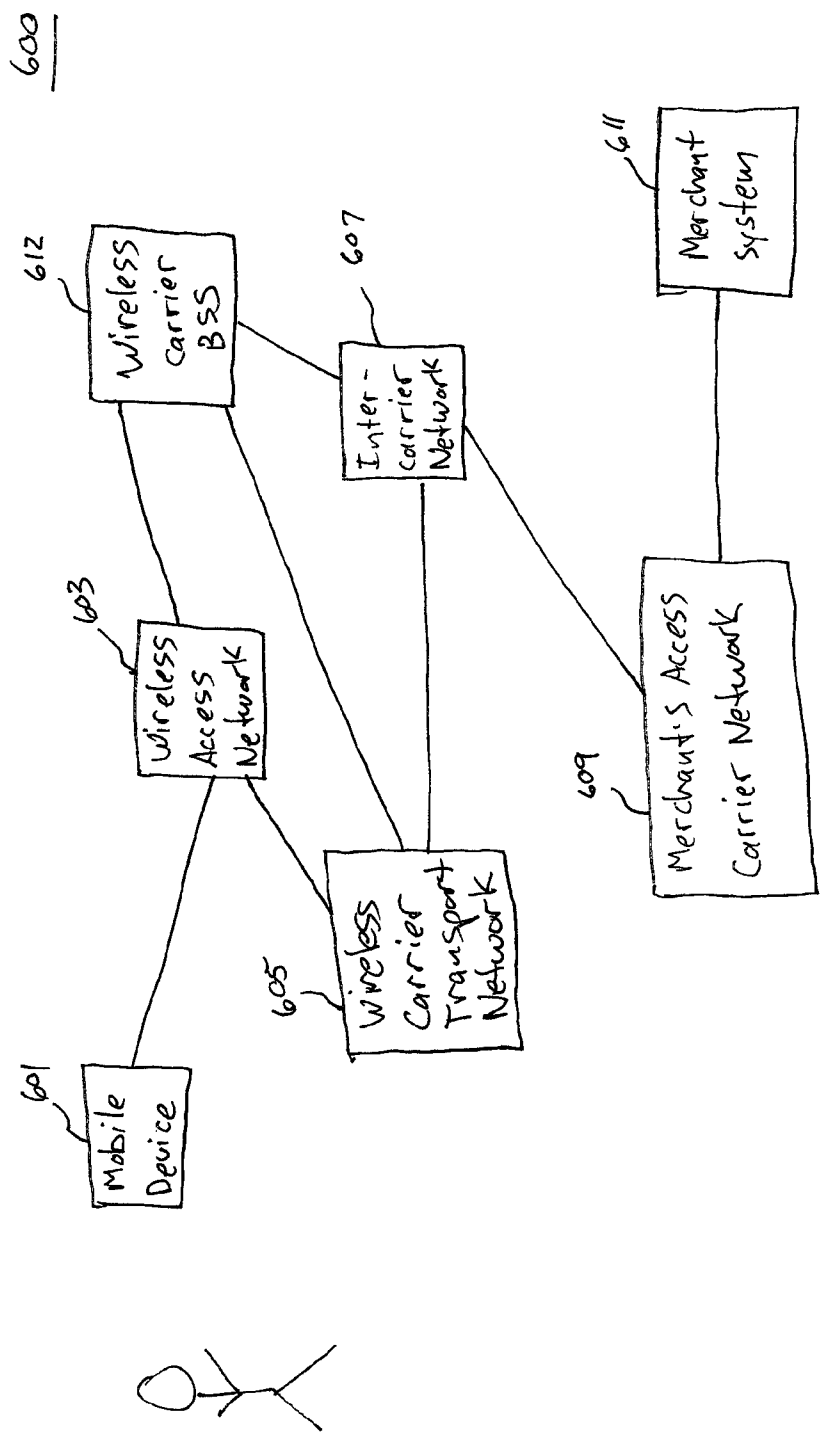 600
612
Wireless
Carrier
BSS
611
Merchant
System
607
Inter-
carrier
Network
603
Wireless
Access
Network
609
Merchant's Access
Carrier Network
605
Wireless
Carrier
Transport
Network
601
Mobile
Device